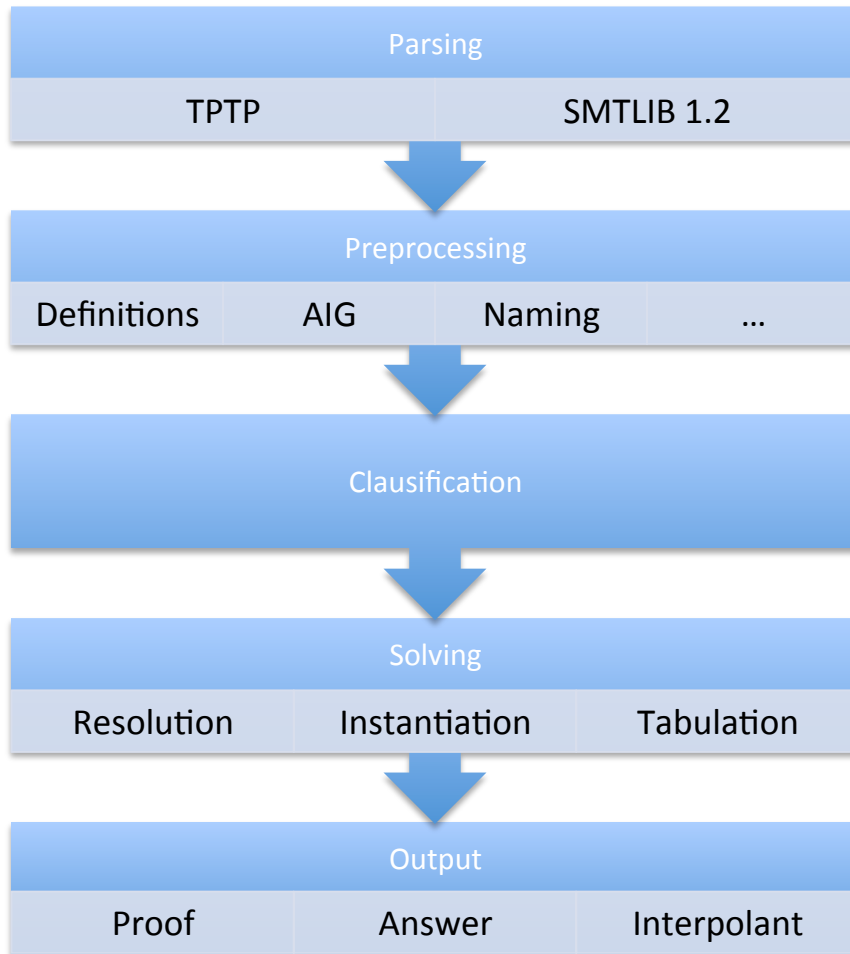 Parsing
TPTP SMTLIB 1.2
Preprocessing
Definitions AIG Naming ...
Clausification
Solving
Resolution Instantiation Tabulation
Output
Proof Answer Interpolant